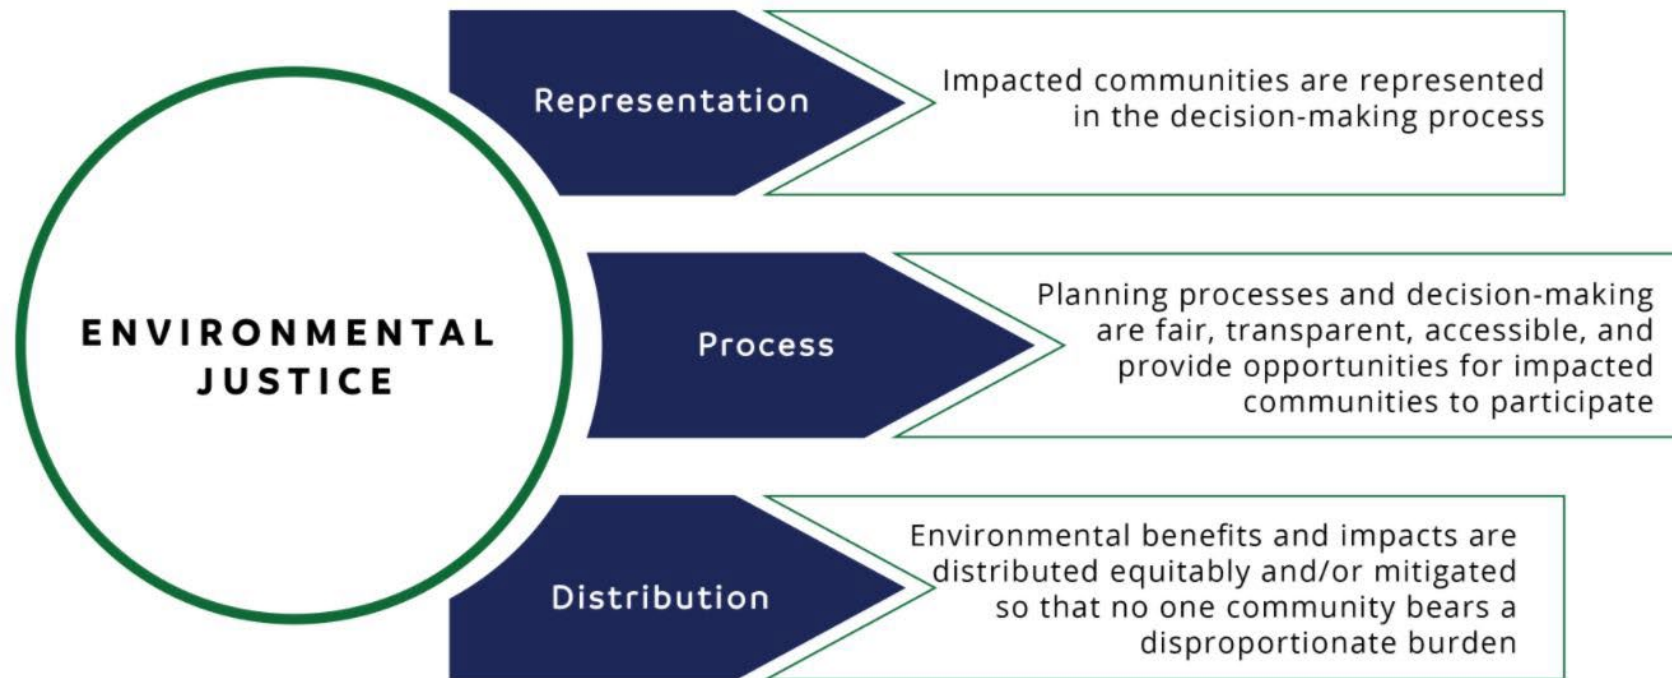 ENVIRONMENTAL
JUSTICE
Representation
Impacted communities are represented
in the decision-making process
Process
Planning processes and decision-making
are fair, transparent, accessible, and
provide opportunities for impacted
communities to participate
Distribution
Environmental benefits and impacts are
distributed equitably and/or mitigated
so that no one community bears a
disproportionate burden